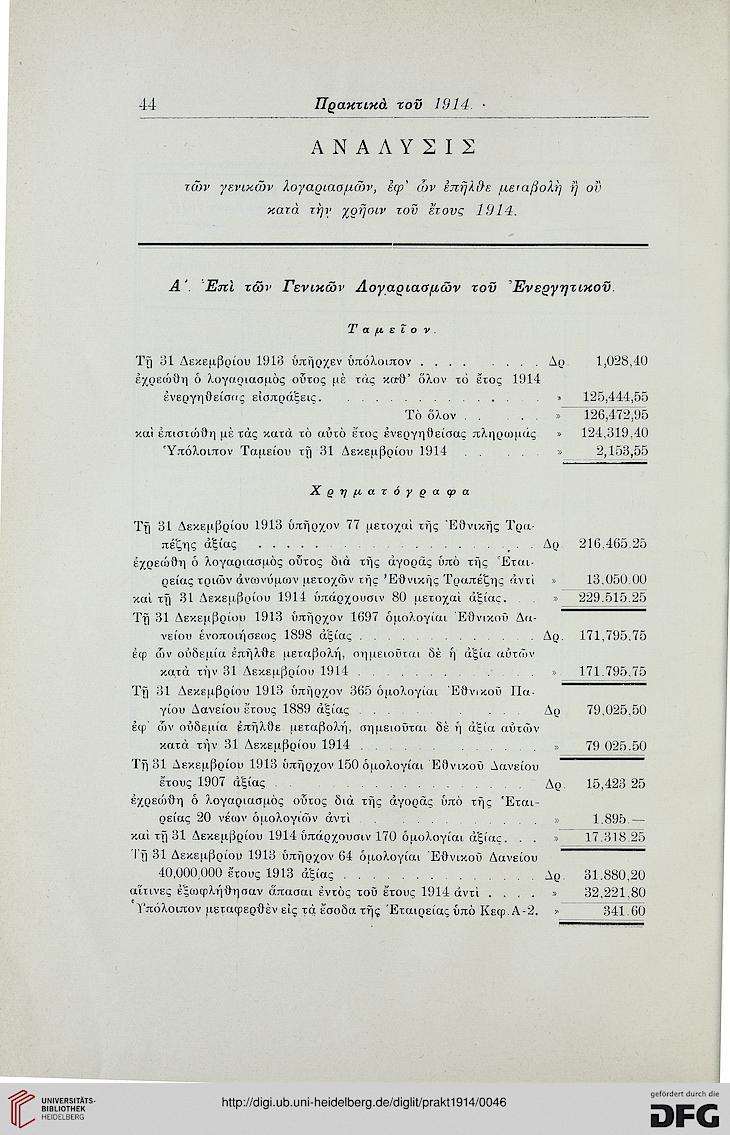 44 Πρακτικὰ τοῦ 1914.
ΑΝΑΛΥΣΙΣ
τῶν γενικῶν λογαριασμῶν, ἐφ' ὧν ἐπῆλθε μεταβολὴ ἢ οὒ
κατὰ τὴν χρῆσιν τοῦ ἔτους 1914.
Α'. Ἐπὶ τῶν Γενικῶν Λογαριασμῶν τοῦ Ἐνεργητικοῦ.
Ταμεῖον.
Τῇ 31 Δεκεμβρίου 1913 ὑπῆρχεν ὑπόλοιπον . . . . . . . . . Δρ. 1,028,40
ἐχρεώθη ὁ λογαριασμὸς οὗτος μὲ τὰς καθ' ὅλον τὸ ἔτος 1914
ἐνεργηθείσας εἰσπράξεις. . . . . . . . . . . . . . » 125,444,55
Τὸ ὅλον . . . . . » 126,472,95
καὶ ἐπιστώθη μὲ τὰς κατὰ τὸ αὐτὸ ἔτος ἐνεργηθείσας πληρωμὰς » 124,319,40
Ὑπόλοιπον Ταμείου τῇ 31 Δεκεμβρίου 1914 . . . . . » 2,153,55
Χρηματόγραφα
Τῇ 31 Δεκεμβρίου 1913 ὑπῆρχον 77 μετοχαὶ τῆς Ἐθνικῆς Τρα-
πέζης ἀξίας . . . . . . . . . . . . . . . . . Δρ 216.465.25
ἐχρεώθη ὁ λογαριασμὸς οὗτος διὰ τῆς ἀγορᾶς ὑπὸ τῆς Ἑται-
ρείας τριῶν ἀνωνύμων μετοχῶν τῆς Ἐθνικῆς Τραπέζης ἀντὶ » 13.050 00
καὶ τῇ 31 Δεκεμβρίου 1914 ὑπάρχουσιν 80 μετοχαὶ ἀξίας. . . » 229.515.25
Τῇ 31 Δεκεμβρίου 1913 ὑπῆρχον 1697 ὁμολογίαι Ἐθνικοῦ Δα-
νείου ἑνοποιήσεως 1898 ἀξίας . . . . . . . . . . . Δρ. 171,795.75
ἐφ ὧν οὐδεμία ἐπῆλθε μεταβολή, σημειοῦται δὲ ἡ ἀξία αὐτῶν
κατὰ τὴν 31 Δεκεμβρίου 1914 . . . . . . . . . . . » 171.795.75
Τῇ 31 Δεκεμβρίου 1913 ὑπῆρχον 365 ὁμολογίαι Ἐθνικοῦ Πα-
γίου Δανείου ἔτους 1889 ἀξίας . . . . . . . . . . . Δρ 79,025,50
ἐφ' ὧν οὐδεμία ἐπῆλθε μεταβολή, σημειοῦται δὲ ἡ ἀξία αὐτῶν
κατὰ τὴν 31 Δεκεμβρίου 1914 . . . . . . . . . . . » 79 025.50
Τῇ 31 Δεκεμβρίου 1913 ὑπῆρχον 150 ὁμολογίαι Ἐθνικοῦ Δανείου
ἔτους 1907 ἀξίας . . . . . . . . . . . . . . . . Δρ. 15,423 25
ἐχρεώθη ὁ λογαριασμὸς οὗτος διὰ τῆς ἀγορᾶς ὑπὸ τῆς Ἑται-
ρείας 20 νέων ὁμολογιῶν ἀντὶ . . . . . . . . . . . » 1.895.—
καὶ τῇ 31 Δεκεμβρίου 1914 ὑπάρχουσιν 170 ὁμολογίαι ἀξίας. . . » 17.318 25
Τῇ 31 Δεκεμβρίου 1913 ὑπῆρχον 64 ὁμολογίαι Ἐθνικοῦ Δανείου
40,000,000 ἔτους 1913 ἀξίας . . . . . . . . . . . . Δρ 31.880,20
αἵτινες ἐξωφλήθησαν ἅπασαι ἐντὸς τοῦ ἔτους 1914 ἀντὶ . . . . » 32,221,80
Ὑπόλοιπον μεταφερθὲν εἰς τὰ ἔσοδα τῆς Ἑταιρείας ὑπὸ Κεφ. Α-2. » 341.60
UNIVERSITÄTS-
BIBLIOTHEK
HEIDELBERG
http://digi.ub.uni-heidelberg.de/diglit/prakt1914/0046
gefördert durch die
DFG